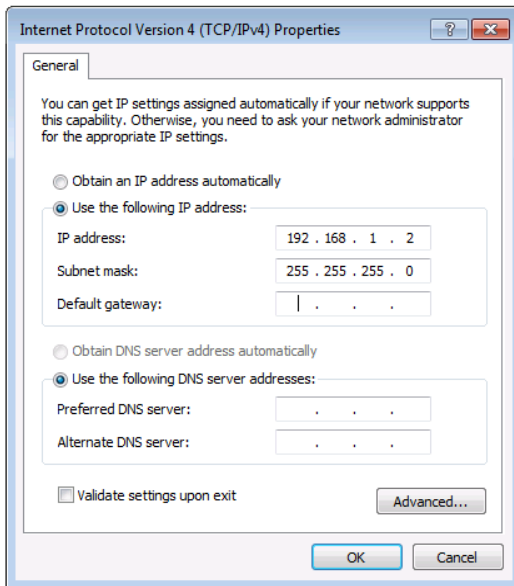 Internet Protocol Version 4 (TCP/IPv4) Properties
General
You can get IP settings assigned automatically if your network supports
this capability. Otherwise, you need to ask your network administrator
for the appropriate IP settings.
Obtain an IP address automatically
Use the following IP address:
IP address: 192 . 168 . 1 . 2
Subnet mask: 255 . 255 . 255 . 0
Default gateway: . . .
Obtain DNS server address automatically
Use the following DNS server addresses:
Preferred DNS server: . . .
Alternate DNS server: . . .
Validate settings upon exit
Advanced...
OK Cancel